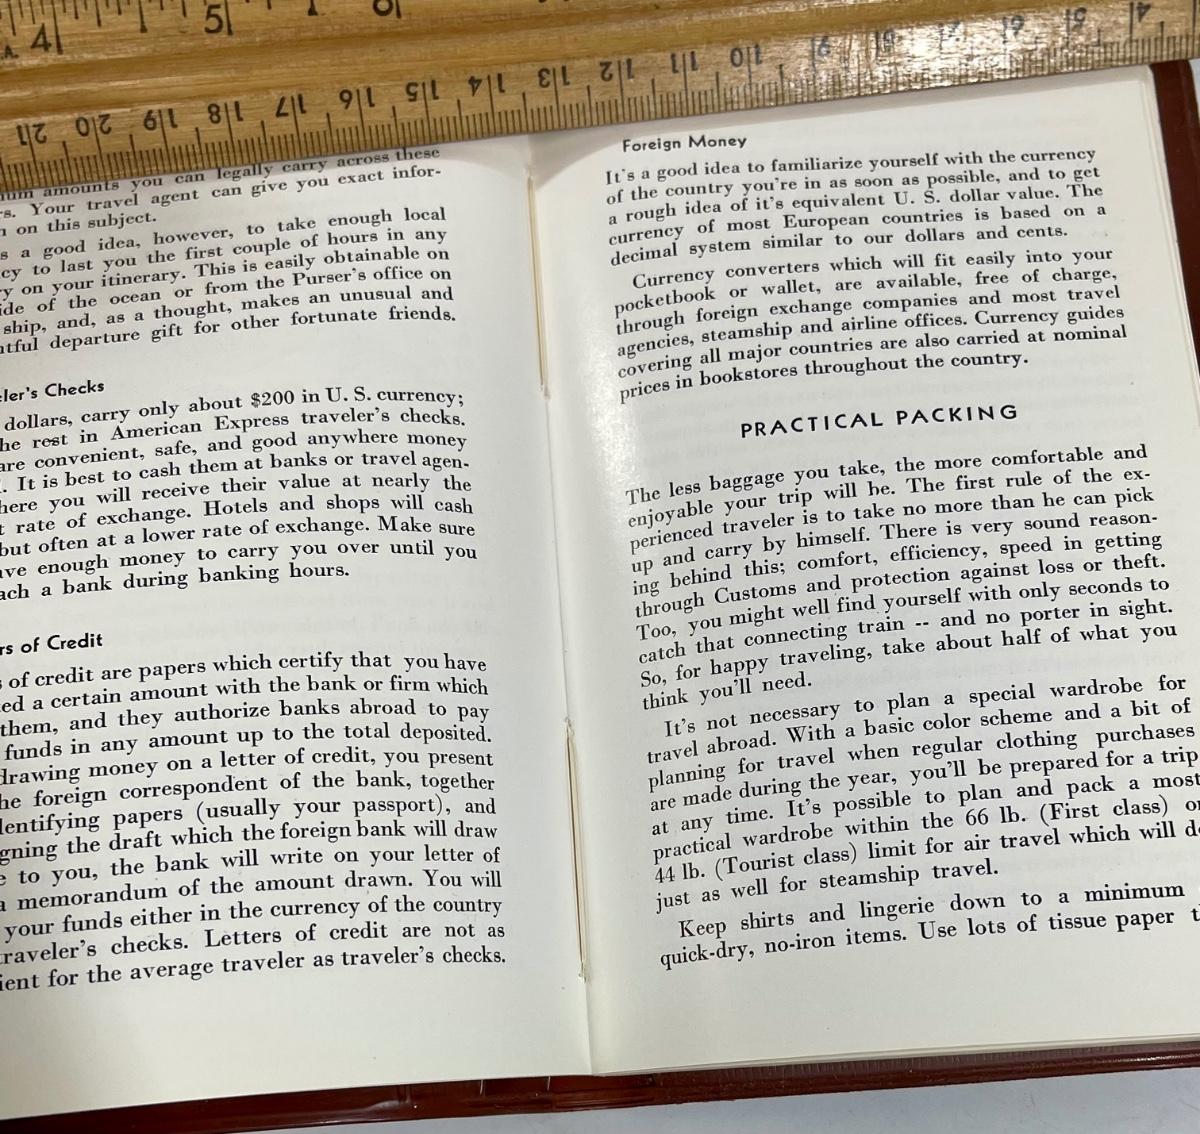 4
5
6
21 20 19 18 17 16 15 14 13 12 11 10 9 8 7 6 5 4
amounts you can legally carry across these
Your travel agent can give you exact infor-
on this subject.
a good idea, however, to take enough local
to last you the first couple of hours in any
on your itinerary. This is easily obtainable on
of the ocean or from the Purser's office on
ship, and, as a thought, makes an unusual and
departure gift for other fortunate friends.
Checks
dollars, carry only about $200 in U. S. currency;
rest in American Express traveler's checks.
are convenient, safe, and good anywhere money
. It is best to cash them at banks or travel agen-
you will receive their value at nearly the
rate of exchange. Hotels and shops will cash
but often at a lower rate of exchange. Make sure
enough money to carry you over until you
a bank during banking hours.
of Credit
of credit are papers which certify that you have
a certain amount with the bank or firm which
them, and they authorize banks abroad to pay
funds in any amount up to the total deposited.
drawing money on a letter of credit, you present
foreign correspondent of the bank, together
identifying papers (usually your passport), and
the draft which the foreign bank will draw
to you, the bank will write on your letter of
memorandum of the amount drawn. You will
your funds either in the currency of the country
traveler's checks. Letters of credit are not as
for the average traveler as traveler's checks.
Foreign Money
It's a good idea to familiarize yourself with the currency
of the country you're in as soon as possible, and to get
a rough idea of it's equivalent U. S. dollar value. The
currency of most European countries is based on a
decimal system similar to our dollars and cents.
Currency converters which will fit easily into your
pocketbook or wallet, are available, free of charge,
through foreign exchange companies and most travel
agencies, steamship and airline offices. Currency guides
covering all major countries are also carried at nominal
prices in bookstores throughout the country.
PRACTICAL PACKING
The less baggage you take, the more comfortable and
enjoyable your trip will be. The first rule of the ex-
perienced traveler is to take no more than he can pick
up and carry by himself. There is very sound reason-
ing behind this; comfort, efficiency, speed in getting
through Customs and protection against loss or theft.
Too, you might well find yourself with only seconds to
catch that connecting train -- and no porter in sight.
So, for happy traveling, take about half of what you
think you'll need.
It's not necessary to plan a special wardrobe for
travel abroad. With a basic color scheme and a bit of
planning for travel when regular clothing purchases
are made during the year, you'll be prepared for a trip
at any time. It's possible to plan and pack a most
practical wardrobe within the 66 lb. (First class) or
44 lb. (Tourist class) limit for air travel which will
just as well for steamship travel.
Keep shirts and lingerie down to a minimum
quick-dry, no-iron items. Use lots of tissue paper